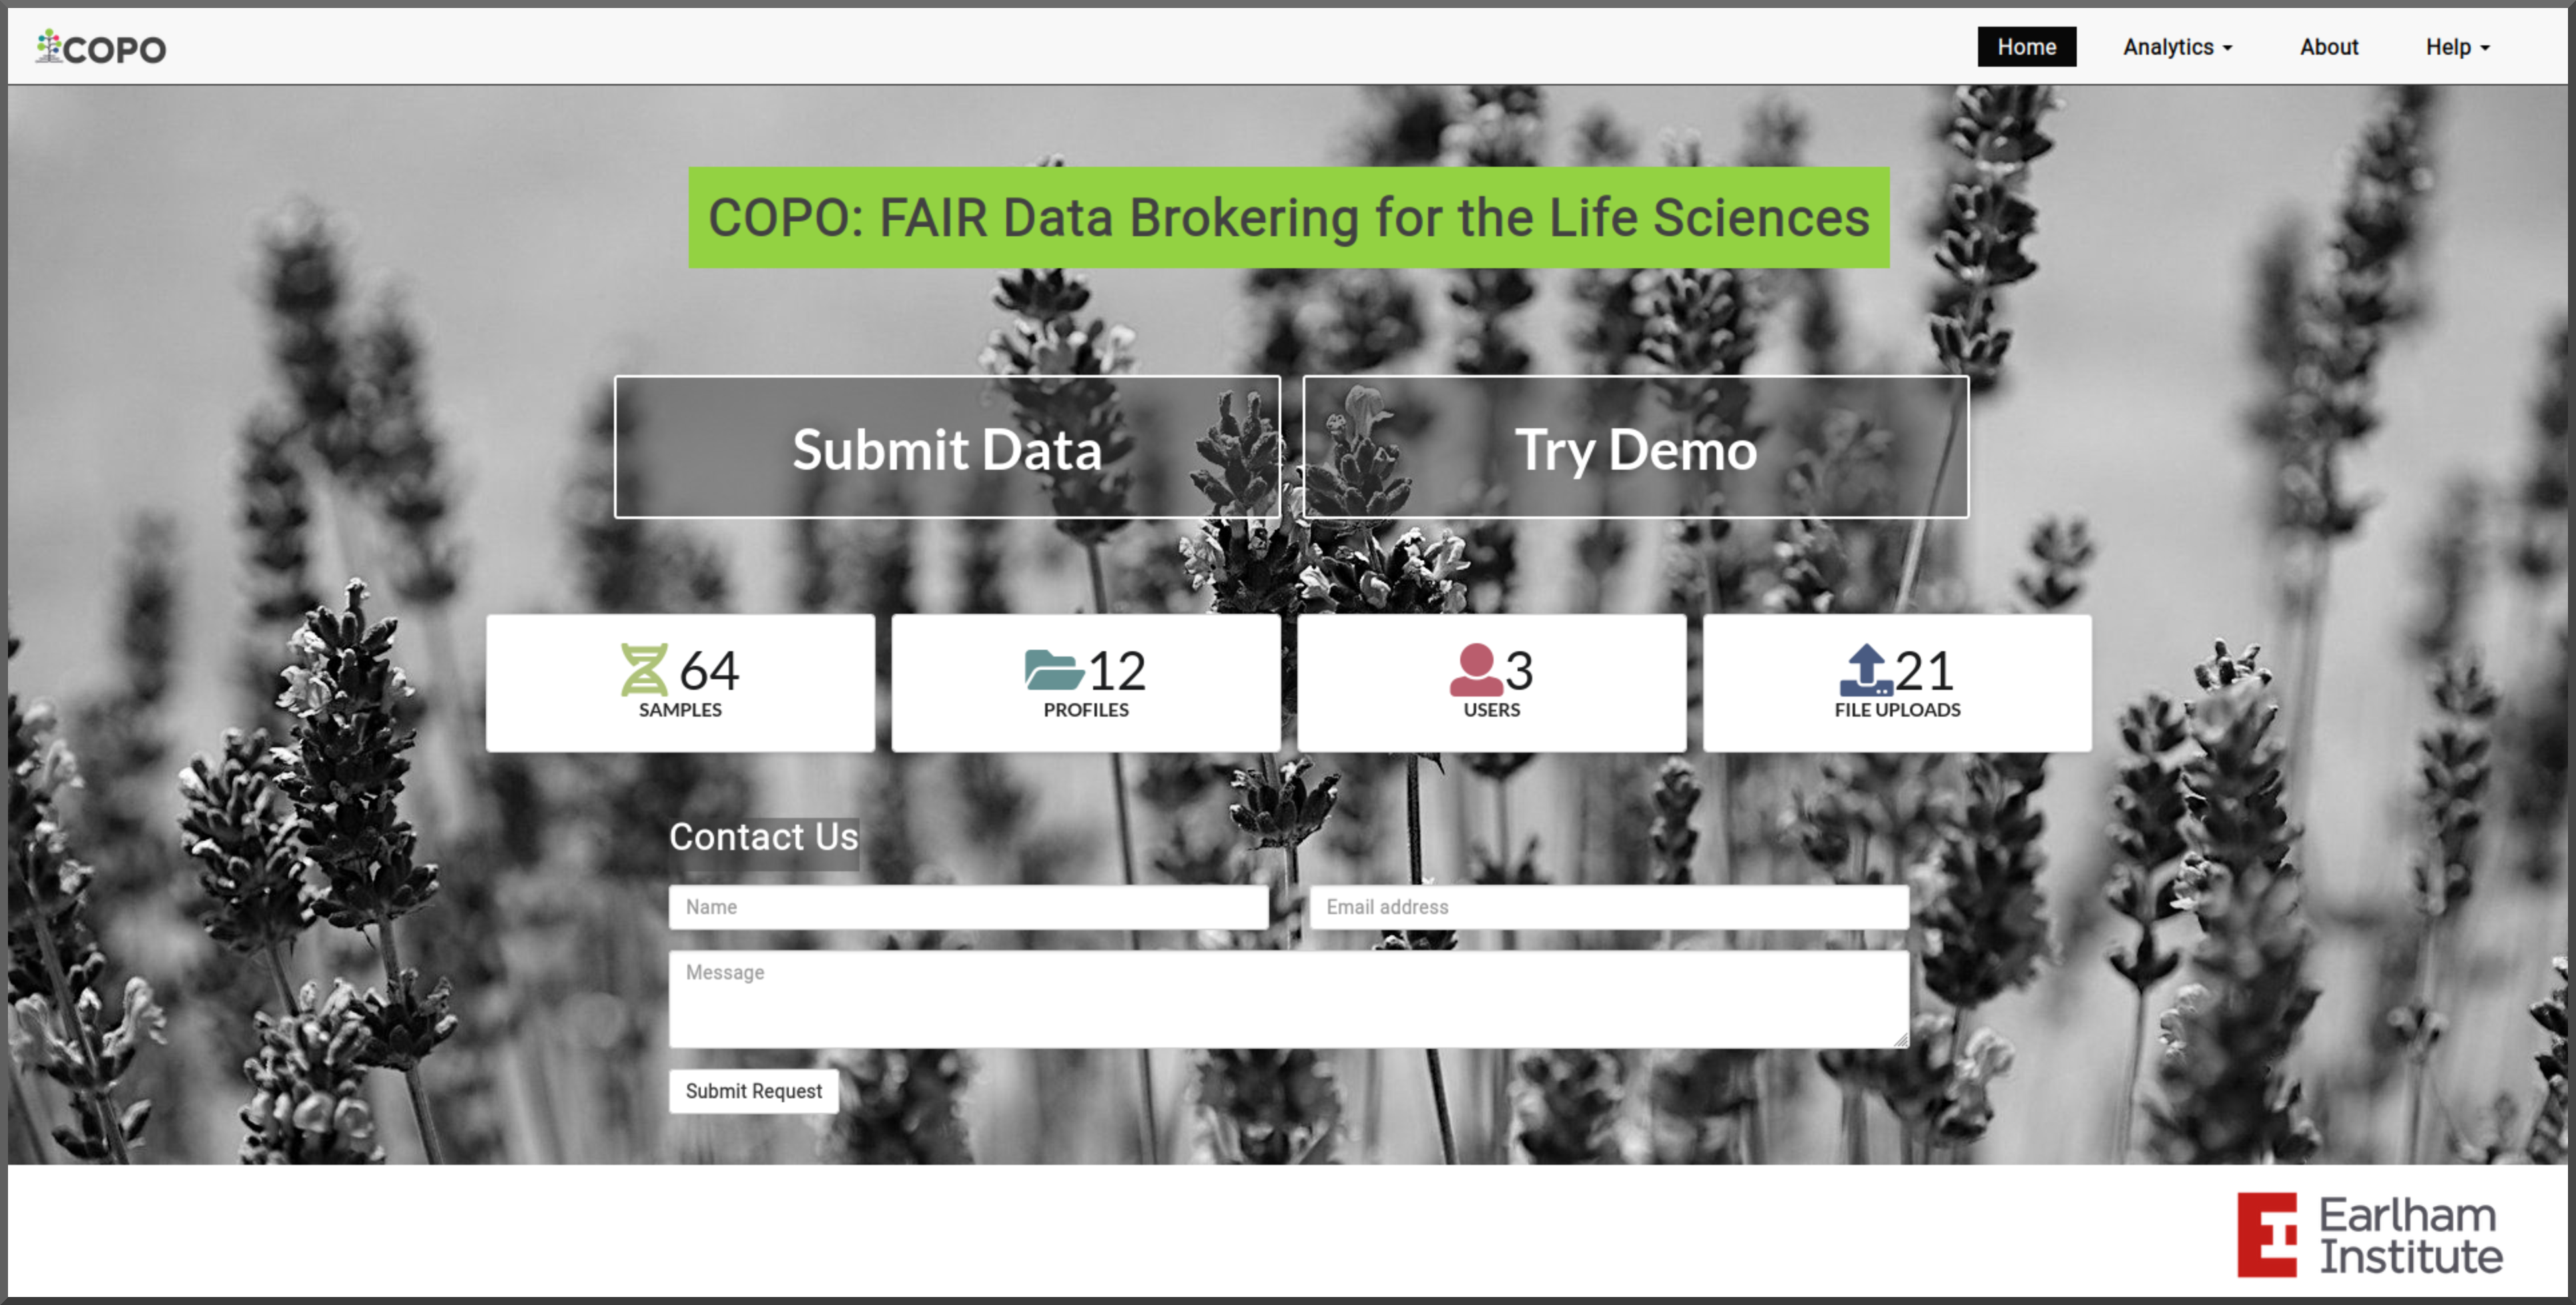 COPO
Home Analytics About Help
COPO: FAIR Data Brokering for the Life Sciences
Submit Data Try Demo
64 12 3 21
SAMPLES PROFILES USERS FILE UPLOADS
Contact Us
Name Email address
Message
Submit Request
Earlham
Institute